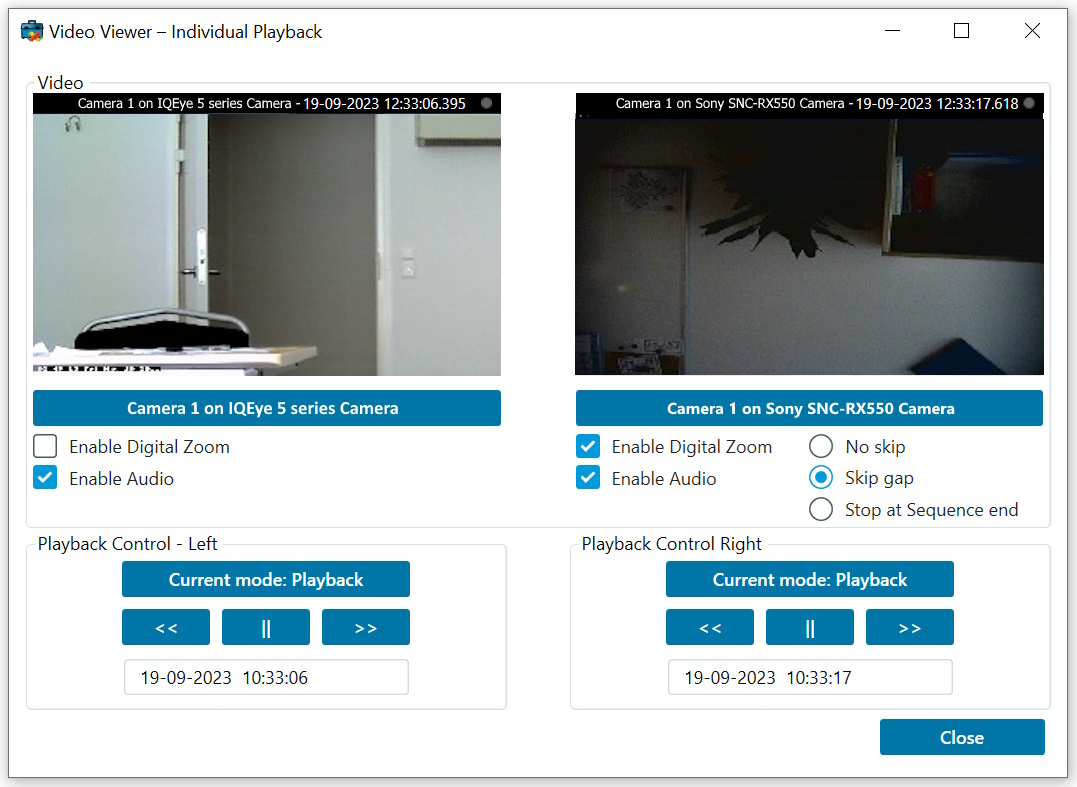 Video Viewer – Individual Playback
Video
Camera 1 on IQEye 5 series Camera - 19-09-2023 12:33:06.395
Camera 1 on Sony SNC-RX550 Camera - 19-09-2023 12:33:17.618
Camera 1 on IQEye 5 series Camera
Camera 1 on Sony SNC-RX550 Camera
Enable Digital Zoom
Enable Audio
Enable Digital Zoom
Enable Audio
No skip
Skip gap
Stop at Sequence end
Playback Control - Left
Current mode: Playback
<< || >>
19-09-2023 10:33:06
Playback Control Right
Current mode: Playback
<< || >>
19-09-2023 10:33:17
Close